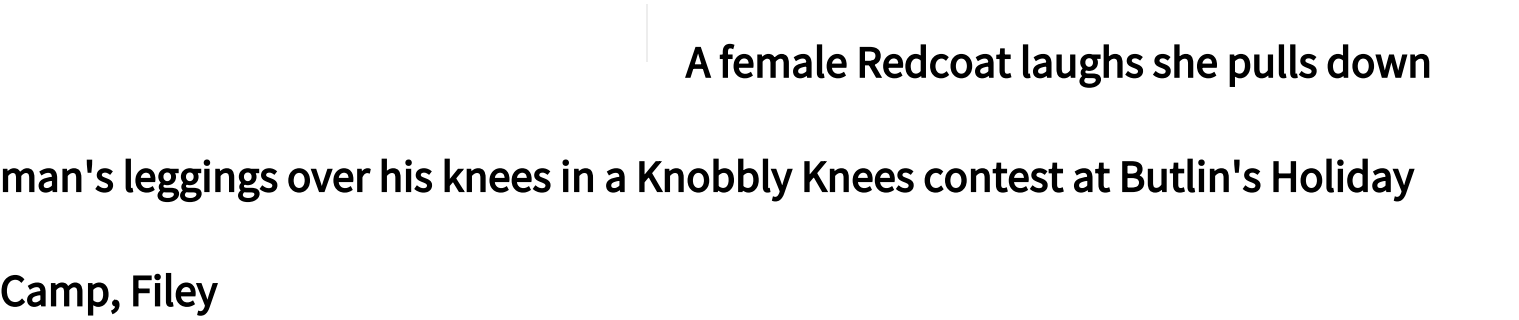 A female Redcoat laughs she pulls down
man's leggings over his knees in a Knobbly Knees contest at Butlin's Holiday
Camp, Filey